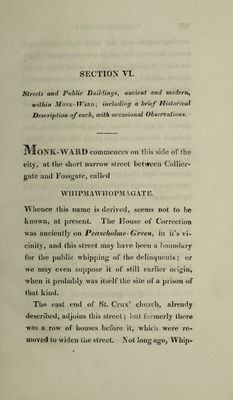 SECTION VI.
Streets and Public Buildings, ancient and modern,
within Monk-Ward; including a brief Historical
Description of each, with occasional Observations.
MONK-WARD commences on this side of the
city, at the short narrow street between Collier-
gate and Fossgate, called
WHIPMAWHOPMAGATE.
Whence this name is derived, seems not to be
known, at present. The House of Correction
was anciently on Peaseholme-Green, in it's vi-
cinity, and this street may have been a boundary
for the public whipping of the delinquents; or
we may even suppose it of still earlier origin,
when it probably was itself the site of a prison of
that kind.
The east end of St. Crux' church, already
described, adjoins this street; but formerly there
was a row of houses before it, which were re-
moved to widen the street. Not long ago, Whip-